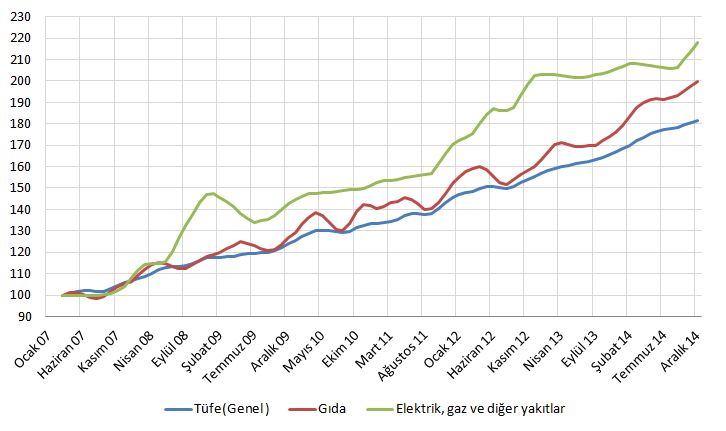 230
220
210
200
190
180
170
160
150
140
130
120
110
100
90
Ocak 07
Haziran 07
Kasım 07
Nisan 08
Eylül 08
Şubat 09
Temmuz 09
Aralık 09
Mayıs 10
Ekim 10
Mart 11
Ağustos 11
Ocak 12
Haziran 12
Kasım 12
Nisan 13
Eylül 13
Şubat 14
Temmuz 14
Aralık 14
Tüfe(Genel) Gıda Elektrik, gaz ve diğer yakıtlar